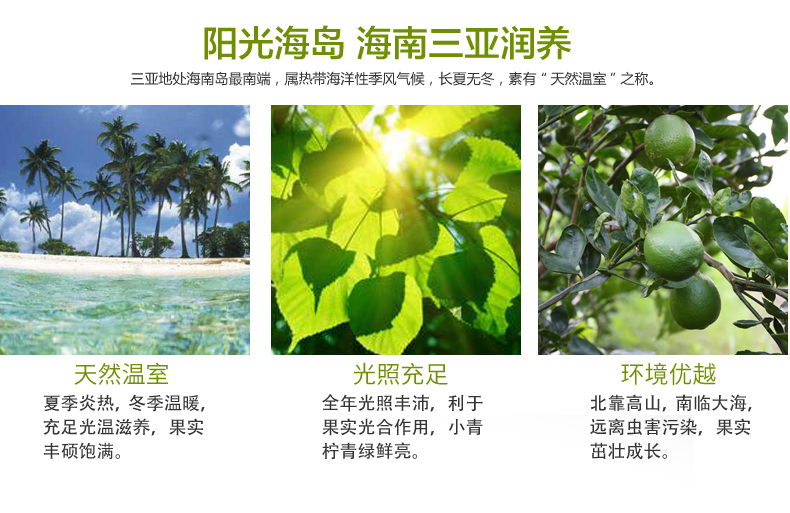 阳光海岛 海南三亚润养
三亚地处海南岛最南端，属热带海洋性季风气候，长夏无冬，素有“天然温室”之称。
天然温室
夏季炎热, 冬季温暖,
充足光温滋养, 果实
丰硕饱满。
光照充足
全年光照丰沛, 利于
果实光合作用, 小青
柠青绿鲜亮。
环境优越
北靠高山, 南临大海,
远离虫害污染, 果实
茁壮成长。